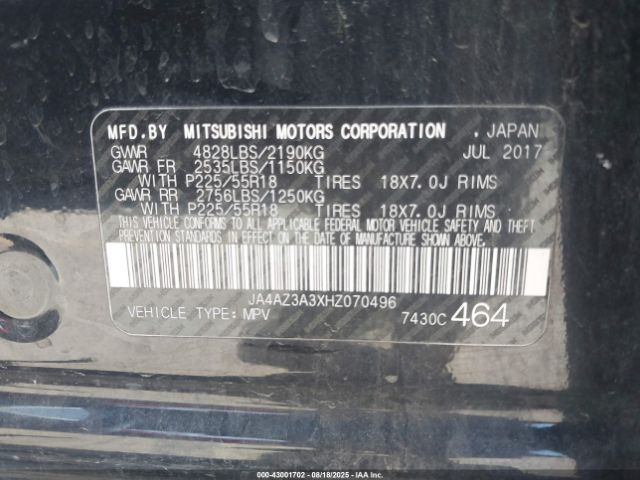 MFD.BY MITSUBISHI MOTORS CORPORATION . JAPAN
GVWR 4828LBS/2190KG JUL 2017
GAWR FR 2535LBS/1150KG
WITH P225/55R18 TIRES 18X7.0J RIMS
GAWR RR 2756LBS/1250KG
WITH P225/55R18 TIRES 18X7.0J RIMS
THIS VEHICLE CONFORMS TO ALL APPLICABLE FEDERAL MOTOR VEHICLE SAFETY AND THEFT
PREVENTION STANDARDS IN EFFECT ON THE DATE OF MANUFACTURE SHOWN ABOVE.
JA4AZ3A3XHZ070496
VEHICLE TYPE: MPV 7430C 464
000-43001702 - 08/18/2025 - COPYRIGHT IAA, LLC.